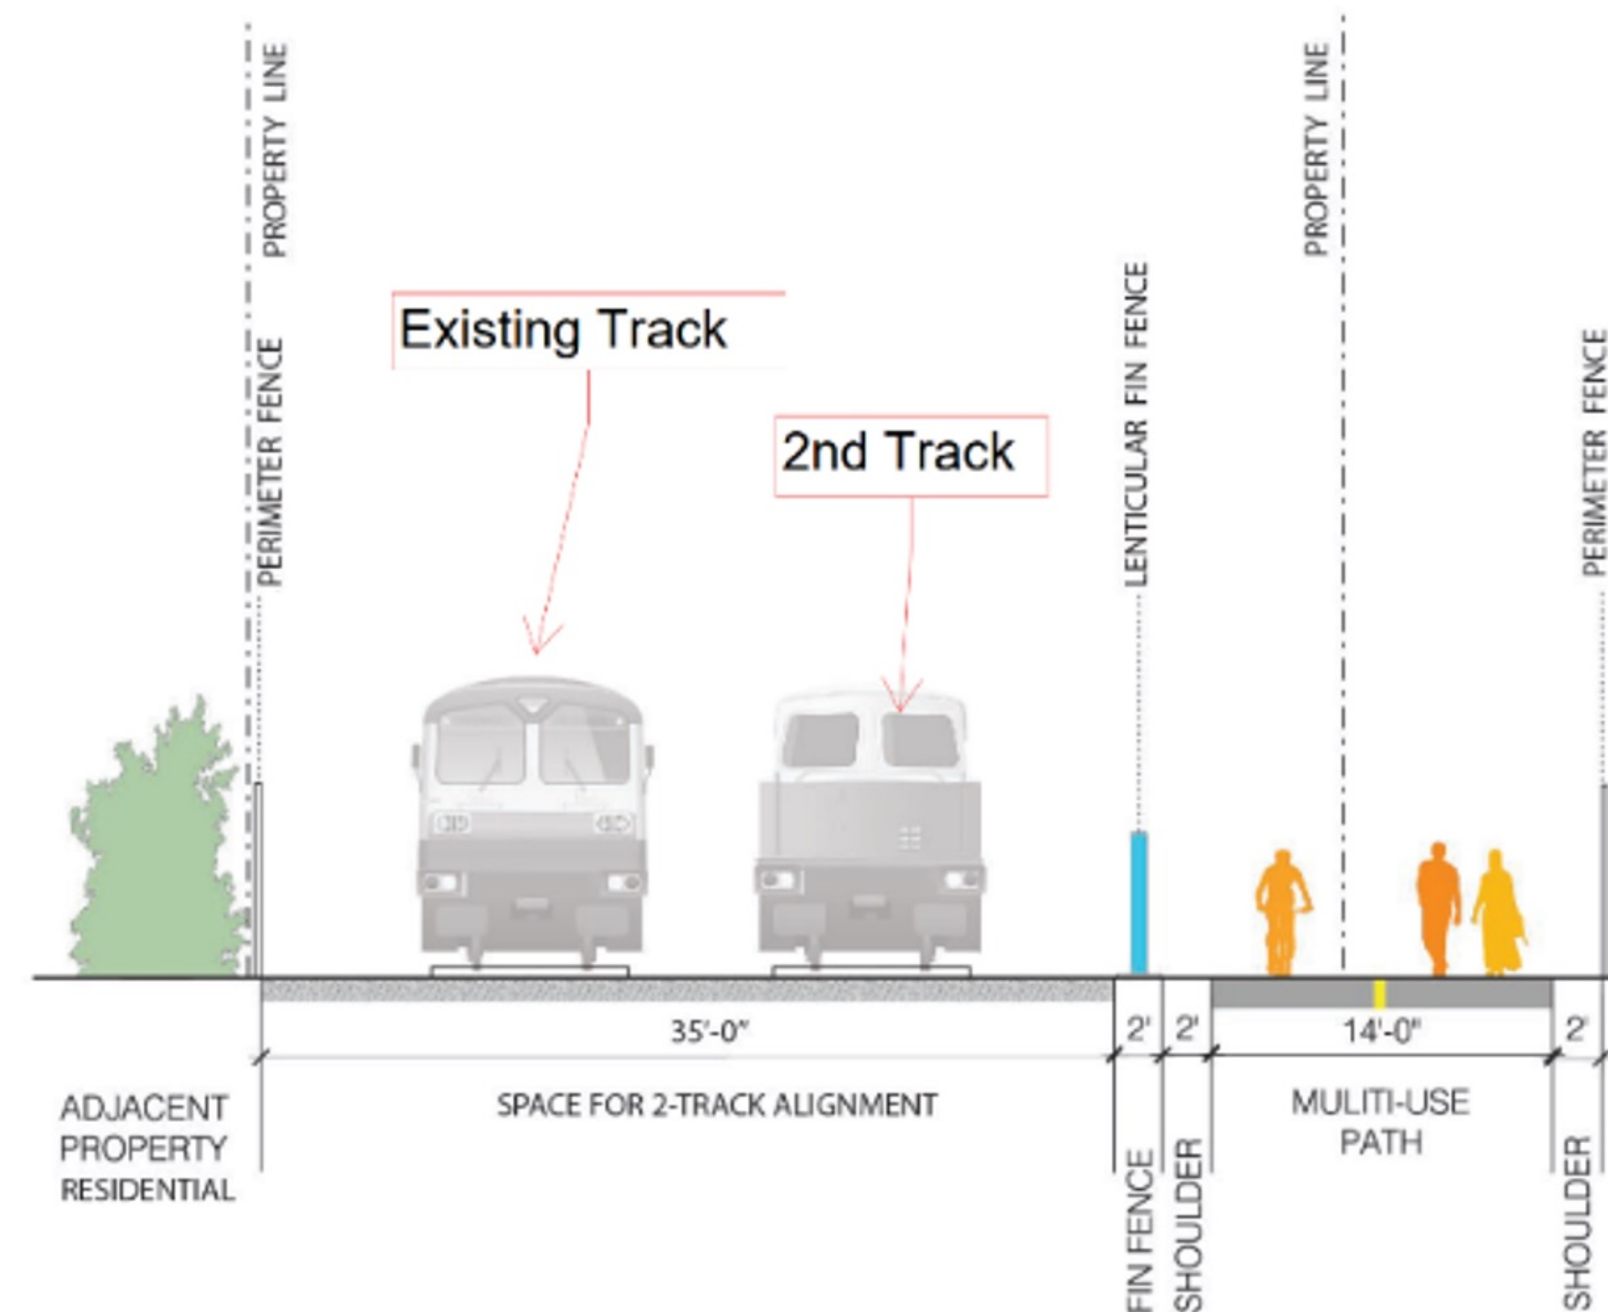 PROPERTY LINE
PROPERTY LINE
PERIMETER FENCE
Existing Track
2nd Track
LENTICULAR FIN FENCE
PERIMETER FENCE
35'-0"
2'
2'
14'-0"
2'
ADJACENT
PROPERTY
RESIDENTIAL
SPACE FOR 2-TRACK ALIGNMENT
FIN FENCE
SHOULDER
MULITI-USE
PATH
SHOULDER